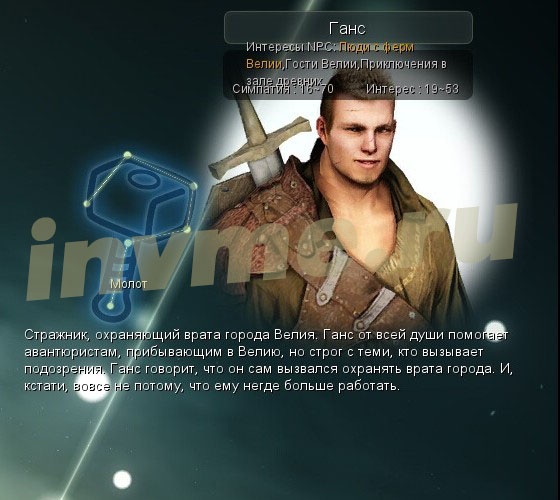 Ганс
Интересы NPC: Люди с ферм
Велии,Гости Велии,Приключения в
зале древних
Симпатия : 16~70 Интерес : 19~53
invme.ru
Молот
Стражник, охраняющий врата города Велия. Ганс от всей души помогает
авантюристам, прибывающим в Велию, но строг с теми, кто вызывает
подозрения. Ганс говорит, что он сам вызвался охранять врата города. И,
кстати, вовсе не потому, что ему негде больше работать.